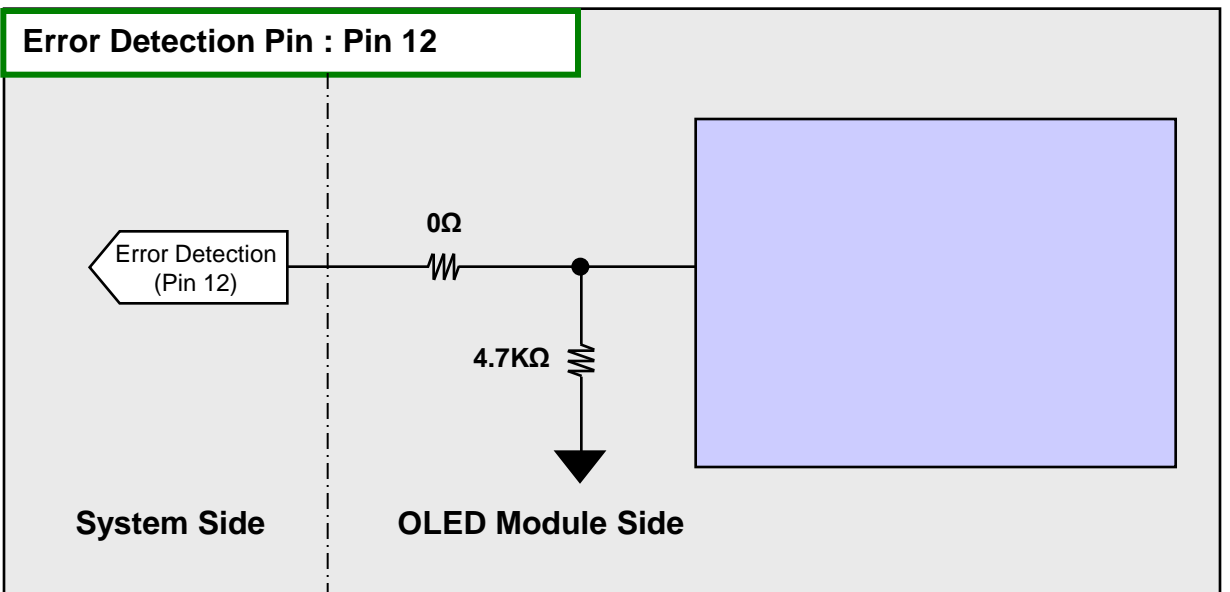 Error Detection Pin : Pin 12
0Ω
Error Detection
(Pin 12)
4.7KΩ
System Side
OLED Module Side